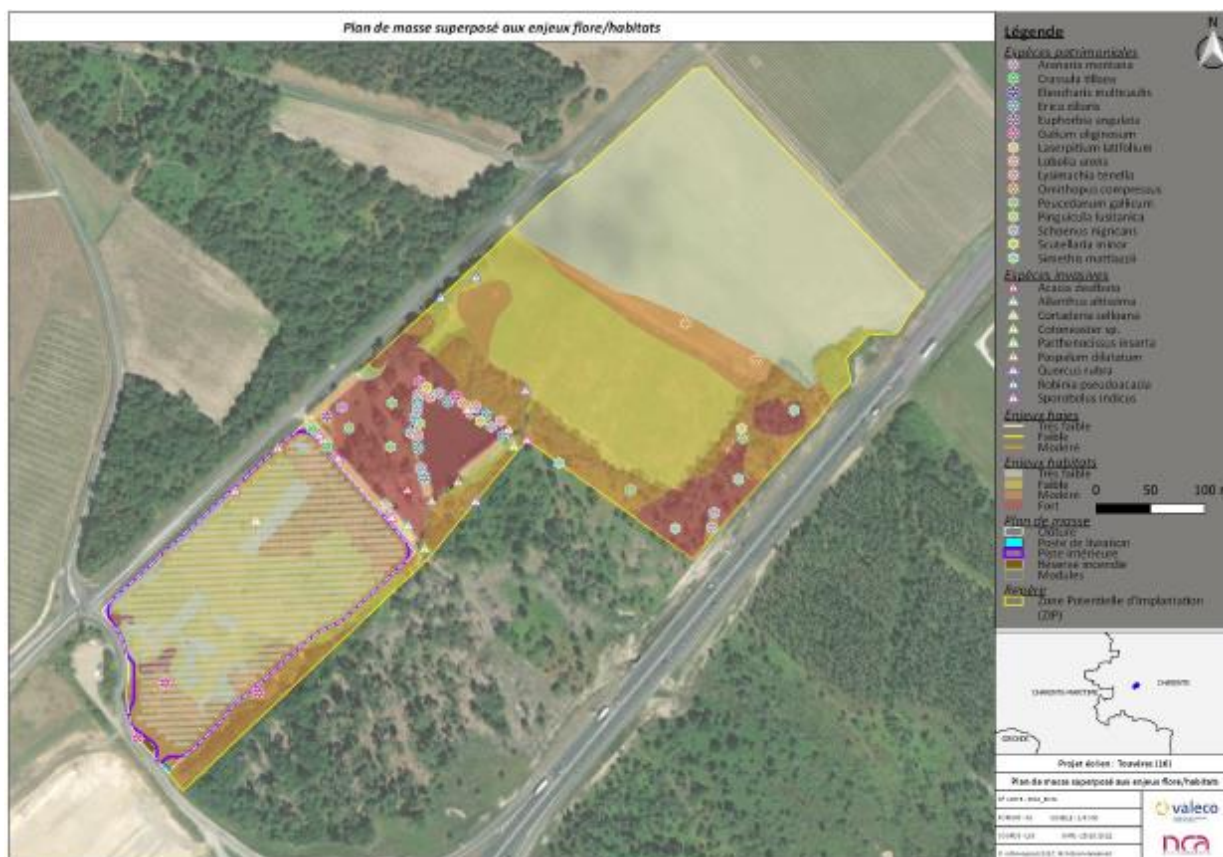 Plan de masse superposé aux enjeux flore/habitats
N
Légende
Espèces patrimoniales
Arenaria montana
Crassula tillaea
Eleocharis multicaulis
Erica ciliaris
Euphorbia angulata
Galium uliginosum
Laserpitium latifolium
Lobelia urens
Lysimachia tenella
Ornithopus compressus
Peucedanum gallicum
Pinguicula lusitanica
Schoenus nigricans
Scutellaria minor
Simethis mattiazzii
Espèces invasives
Acacia dealbata
Ailanthus altissima
Cortaderia selloana
Cotoneaster sp.
Parthenocissus inserta
Paspalum dilatatum
Quercus rubra
Robinia pseudoacacia
Sporobolus indicus
Enjeux haies
Très faible
Faible
Modéré
Enjeux habitats
Très faible
Faible
Modéré
Fort
0 50 100 m
Plan de masse
Clôture
Poste de livraison
Piste intérieure
Réserve incendie
Modules
Repère
Zone Potentielle d'Implantation
(ZIP)
CHARENTE-MARITIME
CHARENTE
GIRONDE
Plan de masse superposé aux enjeux flore/habitats
valeco
nca